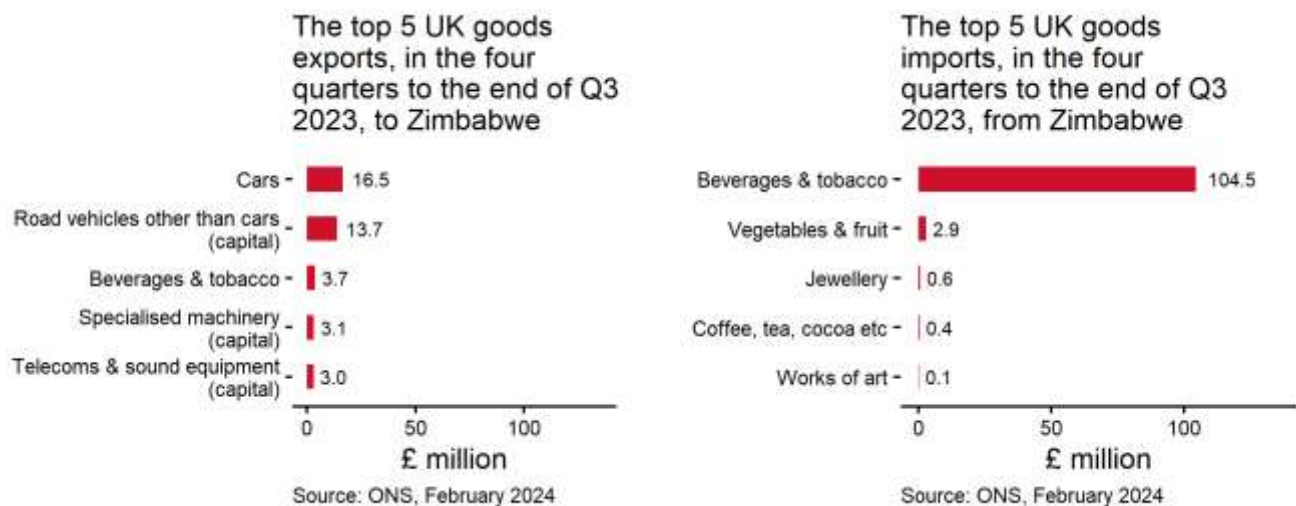 The top 5 UK goods
exports, in the four
quarters to the end of Q3
2023, to Zimbabwe
Cars
16.5
Road vehicles other than cars
(capital)
13.7
Beverages & tobacco
3.7
Specialised machinery
(capital)
3.1
Telecoms & sound equipment
(capital)
3.0
0 50 100
£ million
Source: ONS, February 2024
The top 5 UK goods
imports, in the four
quarters to the end of Q3
2023, from Zimbabwe
Beverages & tobacco
104.5
Vegetables & fruit
2.9
Jewellery
0.6
Coffee, tea, cocoa etc
0.4
Works of art
0.1
0 50 100
£ million
Source: ONS, February 2024